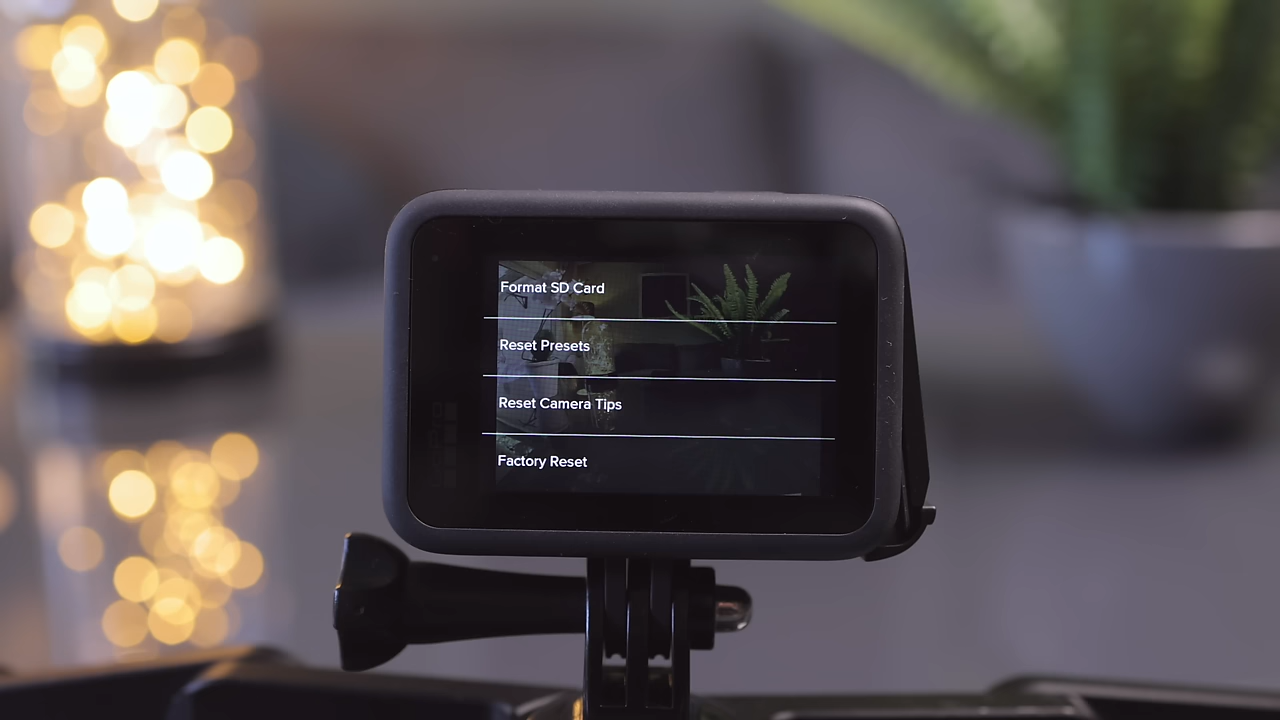 Format SD Card
Reset Presets
Reset Camera Tips
Factory Reset